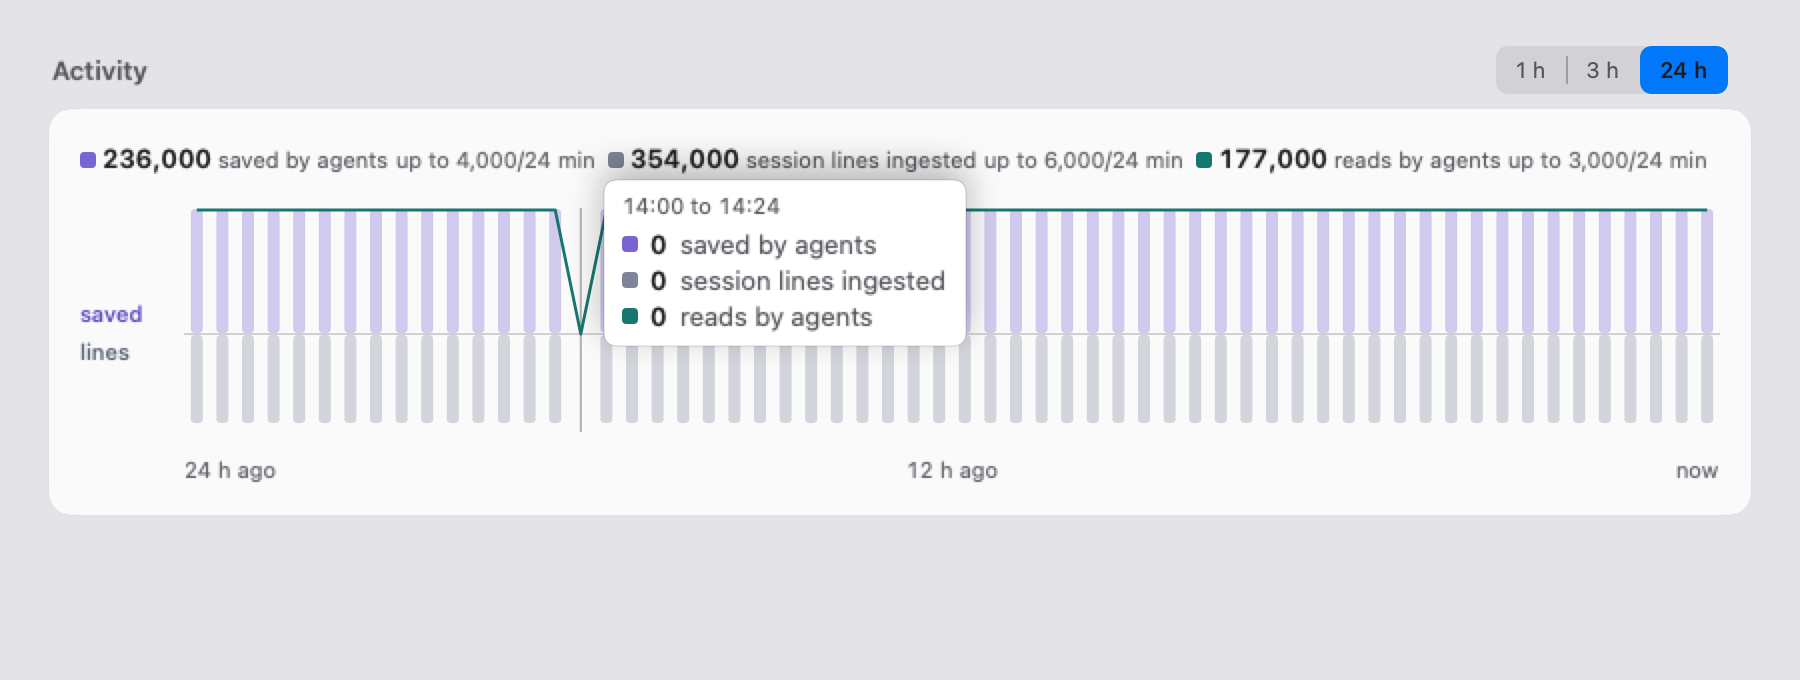 Activity
1 h 3 h 24 h
236,000 saved by agents up to 4,000/24 min 354,000 session lines ingested up to 6,000/24 min 177,000 reads by agents up to 3,000/24 min
14:00 to 14:24
0 saved by agents
0 session lines ingested
0 reads by agents
saved
lines
24 h ago 12 h ago now